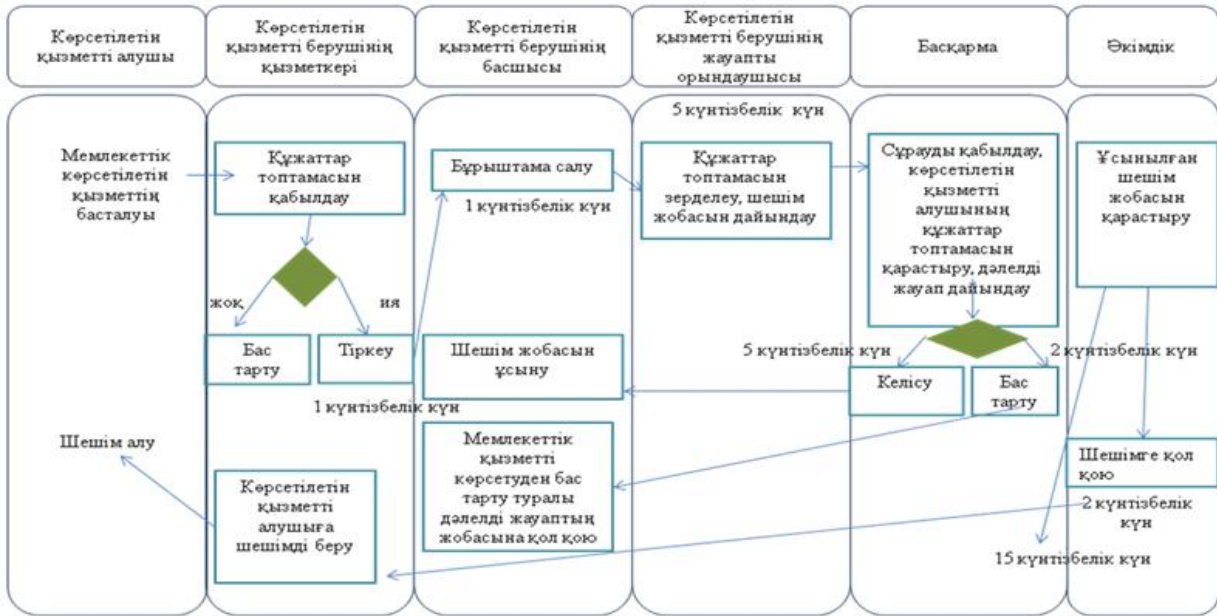 Көрсетілетін
қызметті алушы
Көрсетілетін
қызметті берушінің
қызметкері
Көрсетілетін
қызметті берушінің
басшысы
Көрсетілетін
қызметті берушінің
жауапты
орындаушысы
Басқарма
Әкімдік
Мемлекеттік
көрсетілетін
қызметтің
басталуы
Шешім алу
Құжаттар
топтамасын
қабылдау
жоқ
ия
Бас
тарту
Тіркеу
1 күнтізбелік күн
Көрсетілетін
қызметті
алушыға
шешімді беру
Бұрыштама салу
1 күнтізбелік күн
Шешім жобасын
ұсыну
Мемлекеттік
қызметті
көрсетуден бас
тарту туралы
дәлелді жауаптың
жобасына қол қою
5 күнтізбелік күн
Құжаттар
топтамасын
зерделеу, шешім
жобасын дайындау
Сұрауды қабылдау,
көрсетілетін
қызметті
алушының
құжаттар
топтамасын
қарастыру, дәлелді
жауап дайындау
5 күнтізбелік күн
2 күнтізбелік күн
Келісу
Бас
тарту
Ұсынылған
шешім
жобасын
қарастыру
Шешімге қол
қою
2 күнтізбелік
күн
15 күнтізбелік күн